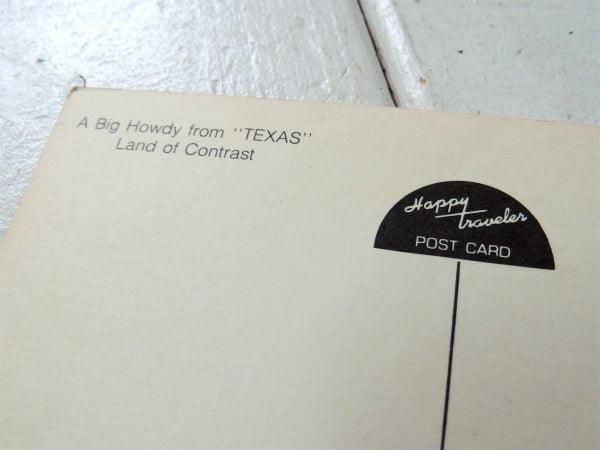 A Big Howdy from "TEXAS"
Land of Contrast
Happy
Traveler
POST CARD